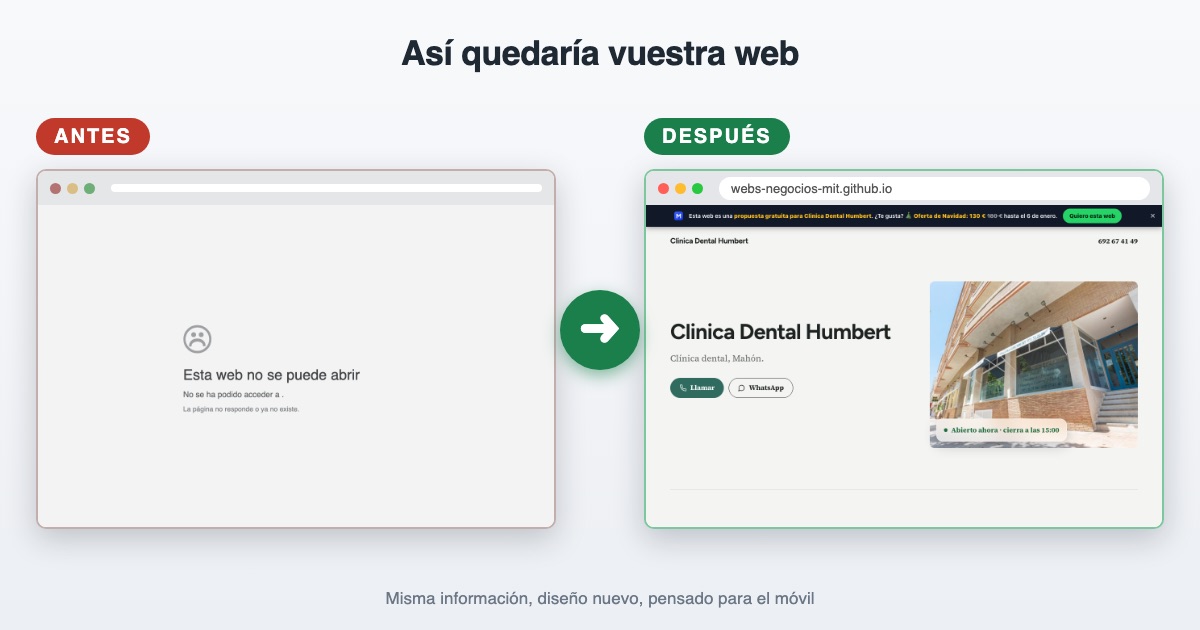 Así quedaría vuestra web
ANTES
Esta web no se puede abrir
No se ha podido acceder a .
La página no responde o ya no existe.
DESPUÉS
webs-negocios-mit.github.io
M Esta web es una propuesta gratuita para Clinica Dental Humbert. ¿Te gusta? 🎄 Oferta de Navidad: 130 € 180 € hasta el 6 de enero. Quiero esta web ×
Clinica Dental Humbert 692 67 41 49
Clinica Dental Humbert
Clínica dental, Mahón.
Llamar WhatsApp
Abierto ahora · cierra a las 15:00
Misma información, diseño nuevo, pensado para el móvil